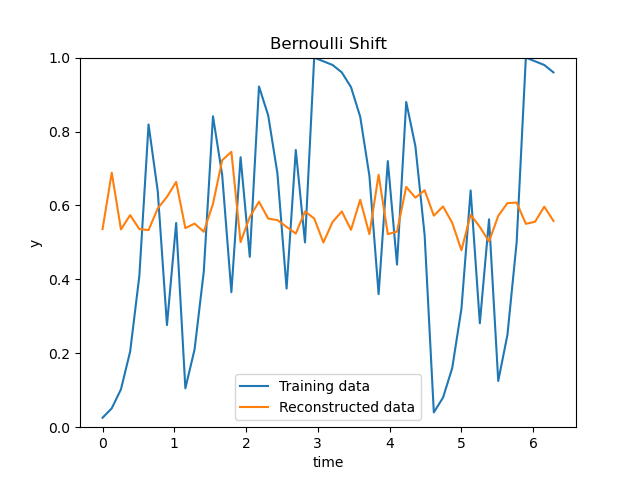 Bernoulli Shift
1.0
0.8
0.6
0.4
0.2
0.0
y
Training data
Reconstructed data
0 1 2 3 4 5 6
time